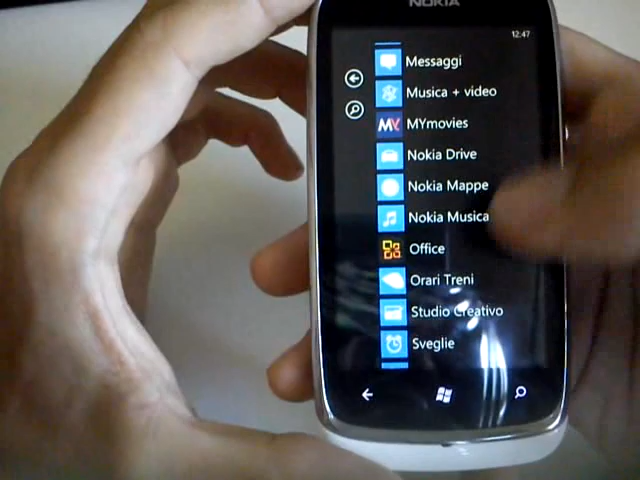 NOKIA
12:47
Messaggi
Musica + video
MYmovies
Nokia Drive
Nokia Mappe
Nokia Musica
Office
Orari Treni
Studio Creativo
Sveglie